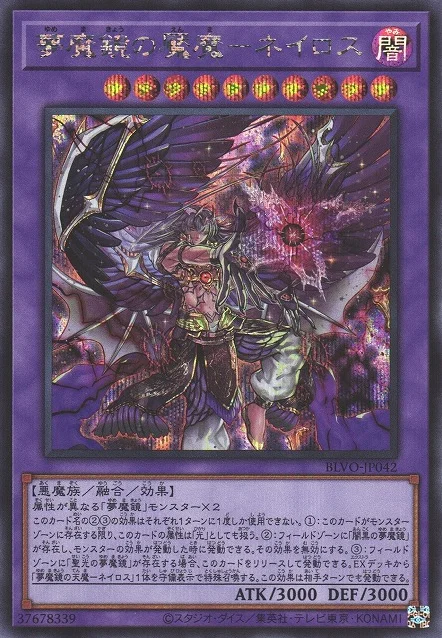 夢魔鏡の魘魔－ネイロス
闇
BLVO-JP042
【悪魔族／融合／効果】
属性が異なる「夢魔鏡」モンスター×2
このカード名の②③の効果はそれぞれ1ターンに1度しか使用できない。①：このカードがモンスター
ゾーンに存在する限り、このカードの属性は「光」としても扱う。②：フィールドゾーンに「闇黒の夢魔鏡」
が存在し、モンスターの効果が発動した時に発動できる。その効果を無効にする。③：フィールド
ゾーンに「聖光の夢魔鏡」が存在する場合、このカードをリリースして発動できる。EXデッキから
「夢魔鏡の天魔－ネイロス」1体を守備表示で特殊召喚する。この効果は相手ターンでも発動できる。
ATK/3000 DEF/3000
37678339
©スタジオ・ダイス/集英社・テレビ東京・KONAMI